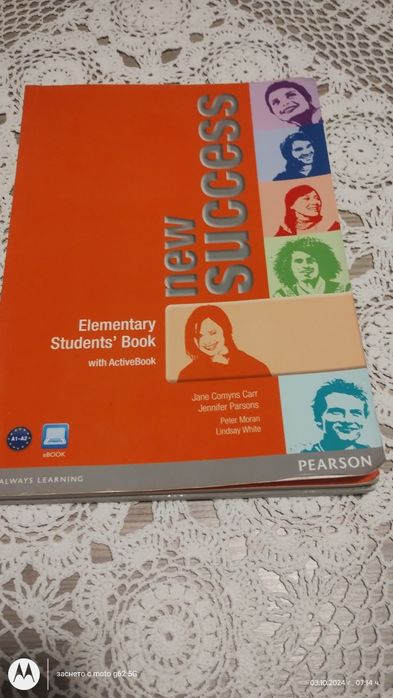 new
success
Elementary
Students' Book
with ActiveBook
Jane Comyns Carr
Jennifer Parsons
Peter Moran
Lindsay White
A1-A2
eBOOK
PEARSON
ALWAYS LEARNING
заснето с moto g62 5G
03.10.2024 г., 07:14 ч.